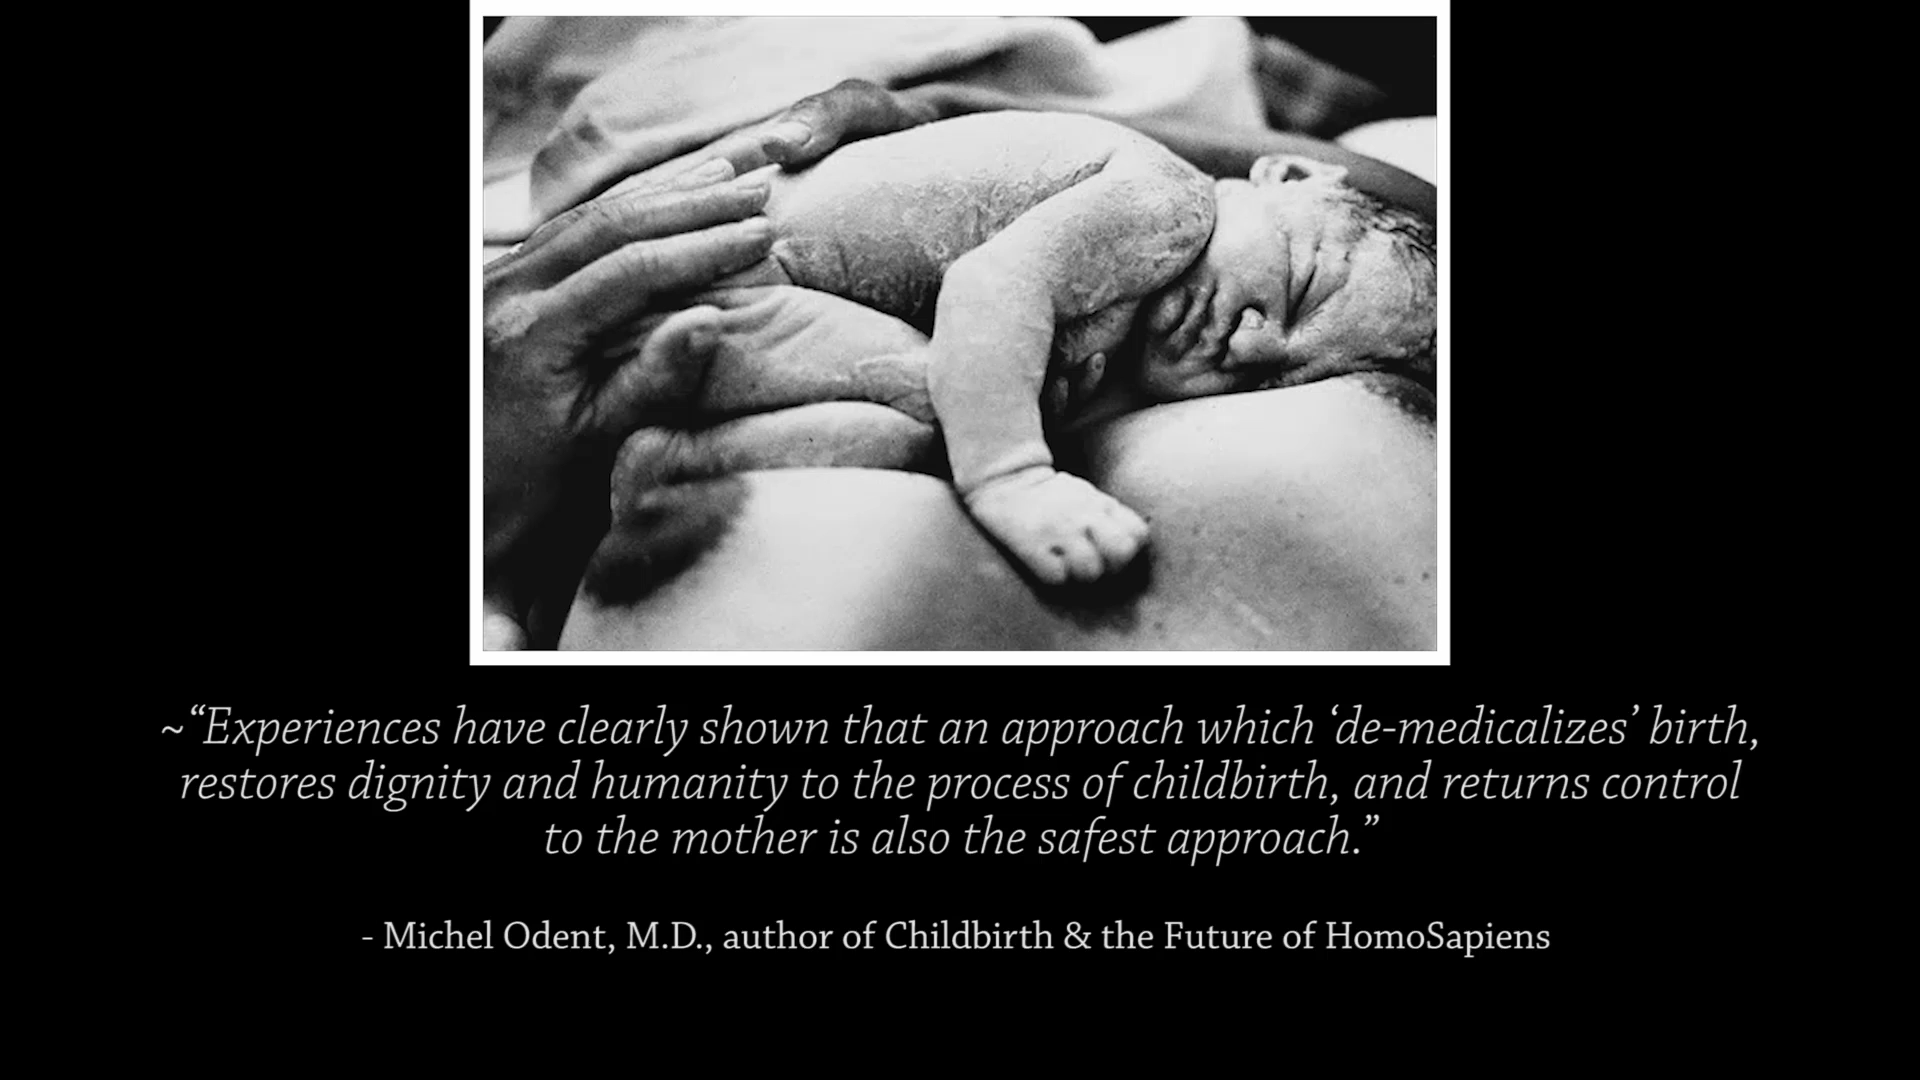 ~“Experiences have clearly shown that an approach which ‘de-medicalizes’ birth,
restores dignity and humanity to the process of childbirth, and returns control
to the mother is also the safest approach.”
- Michel Odent, M.D., author of Childbirth & the Future of HomoSapiens